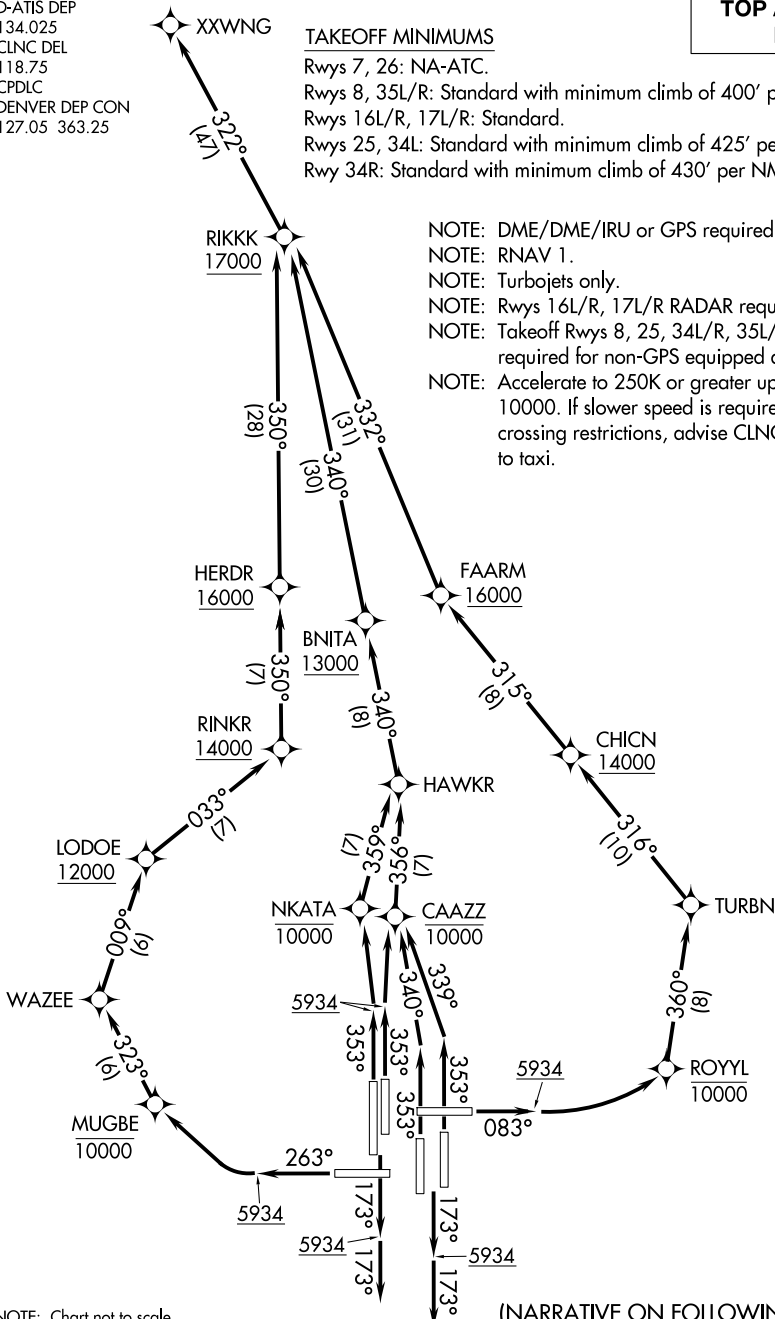 D-ATIS DEP
134.025
CLNC DEL
118.75
CPDLC
DENVER DEP CON
127.05 363.25
TOP
XXWNG
TAKEOFF MINIMUMS
Rwys 7, 26: NA-ATC.
Rwys 8, 35L/R: Standard with minimum climb of 400'
Rwys 16L/R, 17L/R: Standard.
Rwys 25, 34L: Standard with minimum climb of 425'
Rwy 34R: Standard with minimum climb of 430' per NM
322°
(47)
RIKKK
17000
NOTE: DME/DME/IRU or GPS required
NOTE: RNAV 1.
NOTE: Turbojets only.
NOTE: Rwys 16L/R, 17L/R RADAR
NOTE: Takeoff Rwys 8, 25, 34L/R, 35L/
required for non-GPS equipped
NOTE: Accelerate to 250K or greater
10000. If slower speed is
crossing restrictions, advise
to taxi.
350°
(28)
340°
(30)
332°
(31)
HERDR
16000
FAARM
16000
BNITA
13000
350°
(7)
340°
(8)
315°
(8)
RINKR
14000
CHICN
14000
HAWKR
033°
(7)
359°
(7)
356°
(7)
316°
(10)
LODOE
12000
NKATA
10000
CAAZZ
10000
TURBN
009°
(6)
WAZEE
340°
339°
360°
(8)
5934
353°
353°
353°
353°
323°
(6)
5934
ROYYL
10000
MUGBE
10000
083°
263°
5934
173°
173°
5934
5934
173°
173°
NOTE: Chart not to scale
(NARRATIVE ON